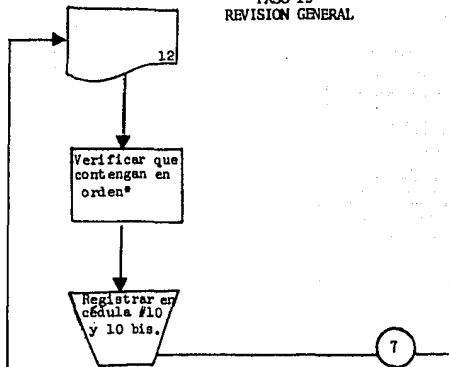 REVISION GENERAL
12
Verificar que
contengan en
orden*
Registrar en
cédula #10
y 10 bis.
7